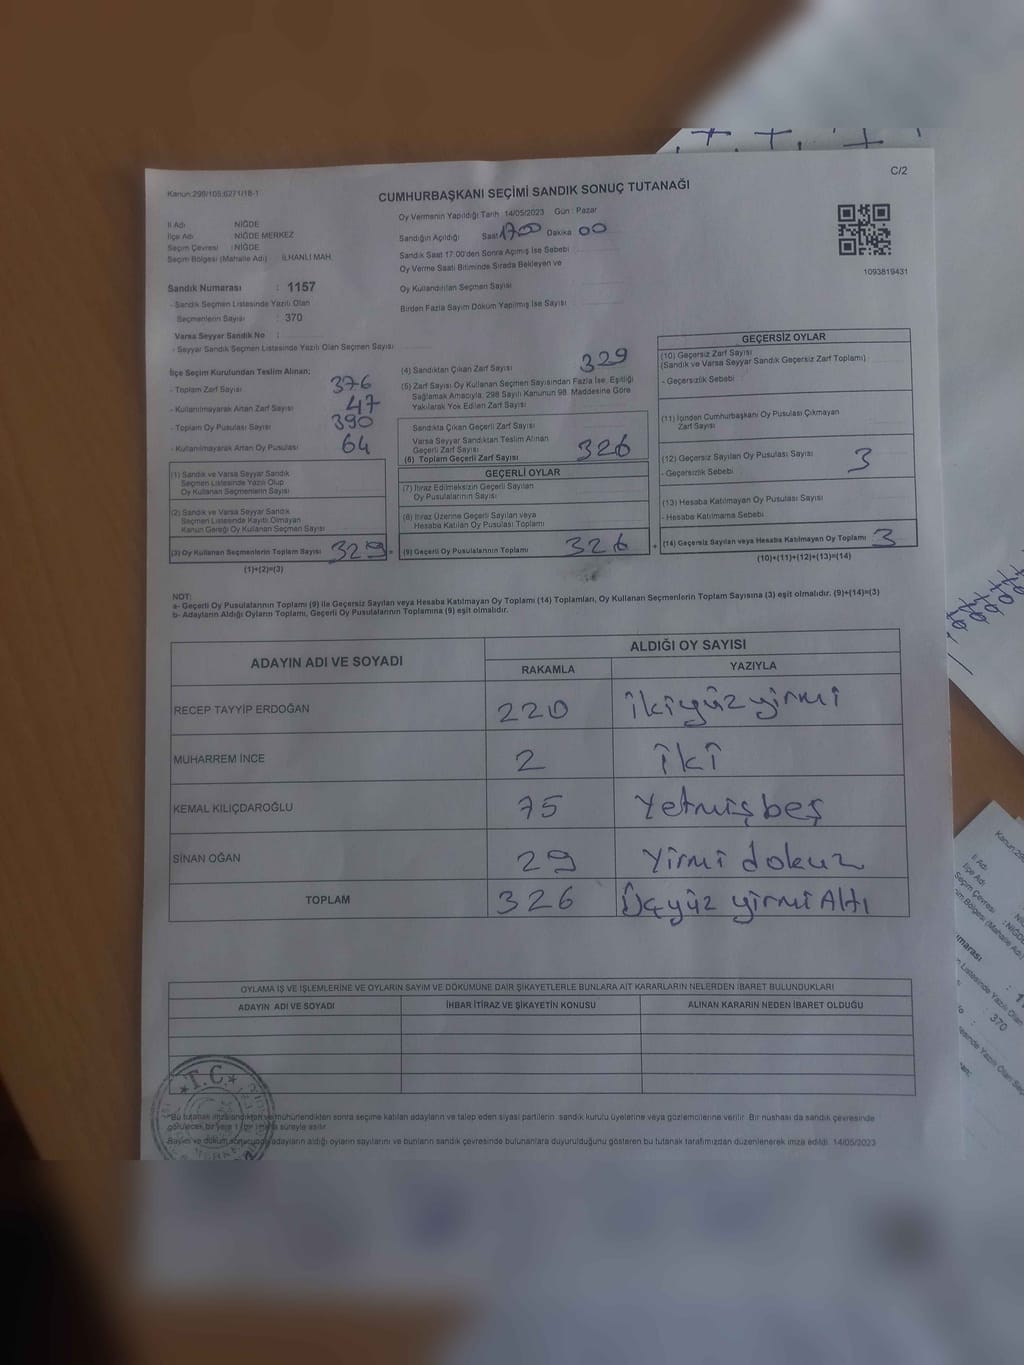 C/2
Kanun:298/105;6271/18-1
CUMHURBAŞKANI SEÇİMİ SANDIK SONUÇ TUTANAĞI
İl Adı NİĞDE
İlçe Adı NİĞDE MERKEZ
Seçim Çevresi : NİĞDE
Seçim Bölgesi (Mahalle Adı) İLHANLI MAH.
Oy Vermenin Yapıldığı Tarih 14/05/2023 Gün : Pazar
Sandığın Açıldığı Saat 1700 Dakika 00
Sandık Saat 17:00'den Sonra Açımış İse Sebebi
Oy Verme Saati Bitiminde Sırada Bekleyen ve
Oy Kullandırılan Seçmen Sayısı
Birden Fazla Sayım Döküm Yapılmış İse Sayısı
1093819431
Sandık Numarası : 1157
- Sandık Seçmen Listesinde Yazılı Olan
Seçmenlerin Sayısı : 370
Varsa Seyyar Sandık No :
- Seyyar Sandık Seçmen Listesinde Yazılı Olan Seçmen Sayısı
İlçe Seçim Kurulundan Teslim Alınan;
- Toplam Zarf Sayısı 376
- Kullanılmayarak Artan Zarf Sayısı 47
- Toplam Oy Pusulası Sayısı 390
- Kullanılmayarak Artan Oy Pusulası 64
(1) Sandık ve Varsa Seyyar Sandık
Seçmen Listesinde Yazılı Olup
Oy Kullanan Seçmenlerin Sayısı
(2) Sandık ve Varsa Seyyar Sandık
Seçmen Listesinde Kayıtlı Olmayan
Kanun Gereği Oy Kullanan Seçmen Sayısı
(3) Oy Kullanan Seçmenlerin Toplam Sayısı 329 =
(1)+(2)=(3)
(4) Sandıktan Çıkan Zarf Sayısı 329
(5) Zarf Sayısı Oy Kullanan Seçmen Sayısından Fazla İse, Eşitliği
Sağlamak Amacıyla, 298 Sayılı Kanunun 98. Maddesine Göre
Yakılarak Yok Edilen Zarf Sayısı
Sandıkta Çıkan Geçerli Zarf Sayısı
Varsa Seyyar Sandıktan Teslim Alınan
Geçerli Zarf Sayısı
(6) Toplam Geçerli Zarf Sayısı 326
GEÇERLİ OYLAR
(7) İtiraz Edilmeksizin Geçerli Sayılan
Oy Pusulalarının Sayısı
(8) İtiraz Üzerine Geçerli Sayılan veya
Hesaba Katılan Oy Pusulası Toplamı
(9) Geçerli Oy Pusulalarının Toplamı 326 +
GEÇERSİZ OYLAR
(10) Geçersiz Zarf Sayısı
(Sandık ve Varsa Seyyar Sandık Geçersiz Zarf Toplamı)
- Geçersizlik Sebebi
(11) İçinden Cumhurbaşkanı Oy Pusulası Çıkmayan
Zarf Sayısı
(12) Geçersiz Sayılan Oy Pusulası Sayısı 3
- Geçersizlik Sebebi
(13) Hesaba Katılmayan Oy Pusulası Sayısı
- Hesaba Katılmama Sebebi
(14) Geçersiz Sayılan veya Hesaba Katılmayan Oy Toplamı 3
(10)+(11)+(12)+(13)=(14)
NOT:
a- Geçerli Oy Pusulalarının Toplamı (9) ile Geçersiz Sayılan veya Hesaba Katılmayan Oy Toplamı (14) Toplamları, Oy Kullanan Seçmenlerin Toplam Sayısına (3) eşit olmalıdır. (9)+(14)=(3)
b- Adayların Aldığı Oyların Toplamı, Geçerli Oy Pusulalarının Toplamına (9) eşit olmalıdır.
ADAYIN ADI VE SOYADI
ALDIĞI OY SAYISI
RAKAMLA YAZIYLA
RECEP TAYYİP ERDOĞAN 220 İkiyüz yirmi
MUHARREM İNCE 2 İki
KEMAL KILIÇDAROĞLU 75 Yetmiş beş
SİNAN OĞAN 29 Yirmi dokuz
TOPLAM 326 Üçyüz yirmi Altı
OYLAMA İŞ VE İŞLEMLERİNE VE OYLARIN SAYIM VE DÖKÜMÜNE DAİR ŞİKAYETLERLE BUNLARA AİT KARARLARIN NELERDEN İBARET BULUNDUKLARI
ADAYIN ADI VE SOYADI İHBAR İTİRAZ VE ŞİKAYETİN KONUSU ALINAN KARARIN NEDEN İBARET OLDUĞU
T.C.
*Bu tutanak imzalandıktan ve mühürlendikten sonra seçime katılan adayların ve talep eden siyasi partilerin sandık kurulu üyelerine veya gözlemcilerine verilir. Bir nüshası da sandık çevresinde
görülecek bir yere 1 gün süreyle asılır.
Sayım ve döküm sonucu adayların aldığı oyların sayılarını ve bunların sandık çevresinde bulunanlara duyurulduğunu gösteren bu tutanak tarafımızdan düzenlenerek imza edildi. 14/05/2023